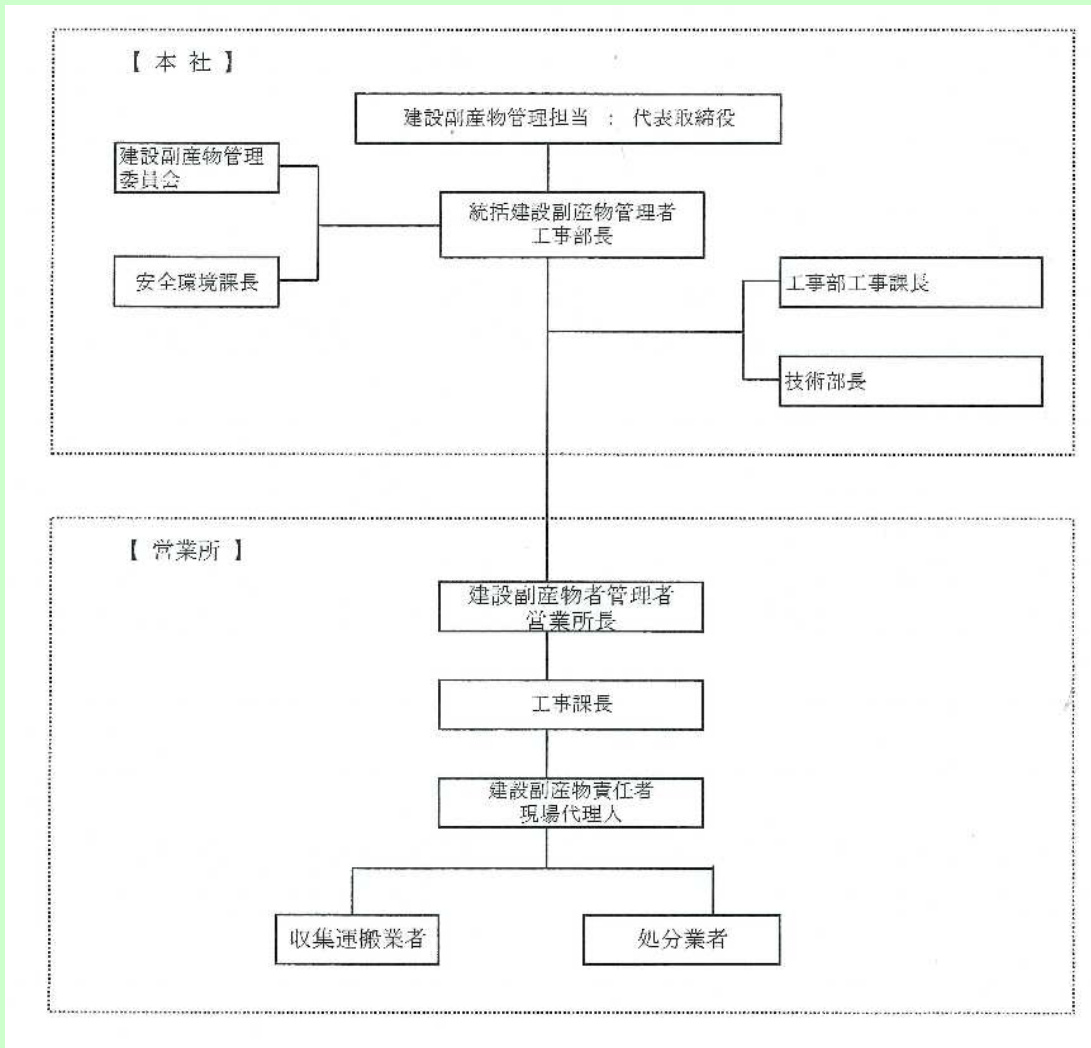 【 本 社 】
建設副産物管理担当 : 代表取締役
建設副産物管理
委員会
統括建設副産物管理者
工事部長
安全環境課長
工事部工事課長
技術部長
【 営業所 】
建設副産物者管理者
営業所長
工事課長
建設副産物責任者
現場代理人
収集運搬業者
処分業者